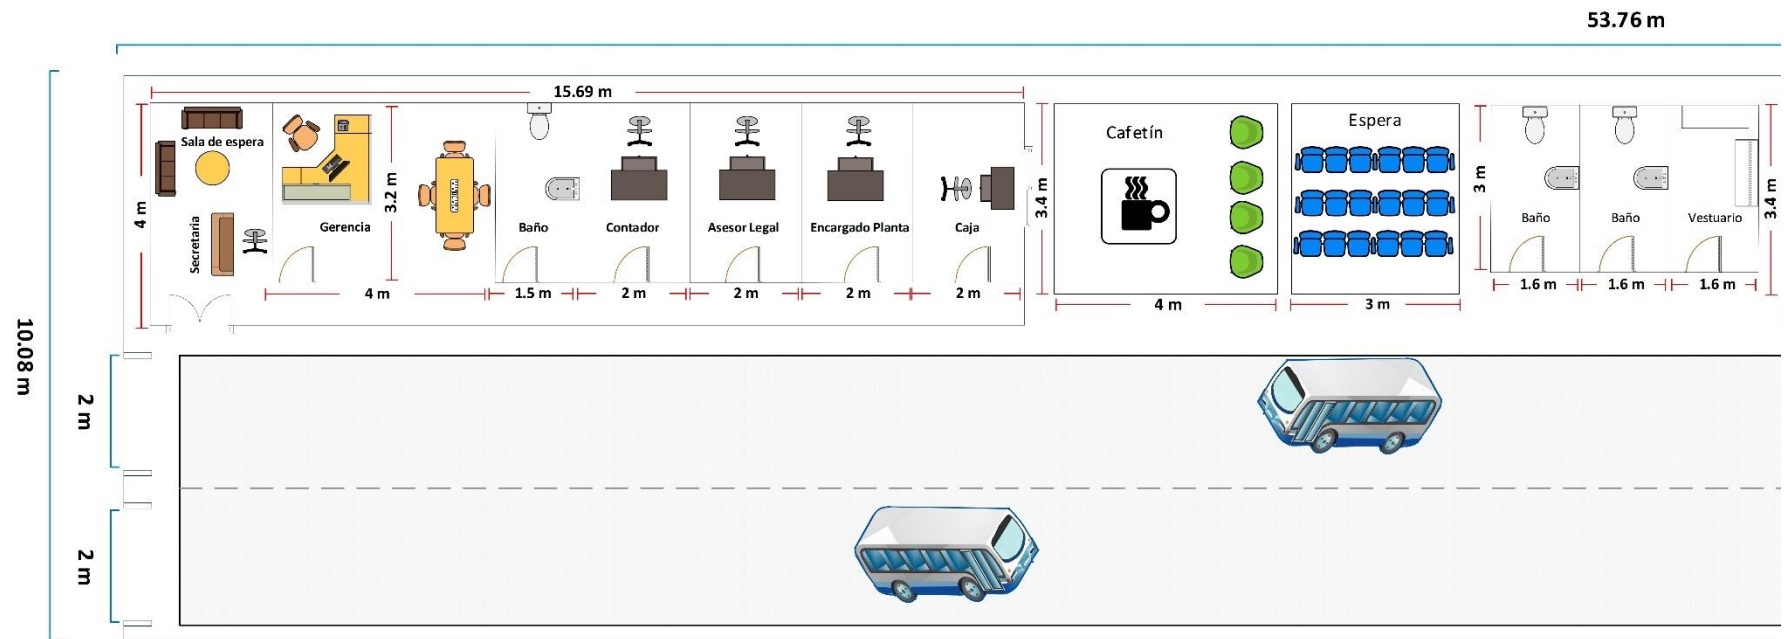 53.76 m
15.69 m
Sala de espera
Secretaria
4 m
Gerencia
3.2 m
4 m
Baño
1.5 m
Contador
2 m
Asesor Legal
2 m
Encargado Planta
2 m
Caja
2 m
3.4 m
Cafetín
4 m
Espera
3 m
3 m
Baño
1.6 m
Baño
1.6 m
Vestuario
1.6 m
3.4 m
10.08 m
2 m
2 m